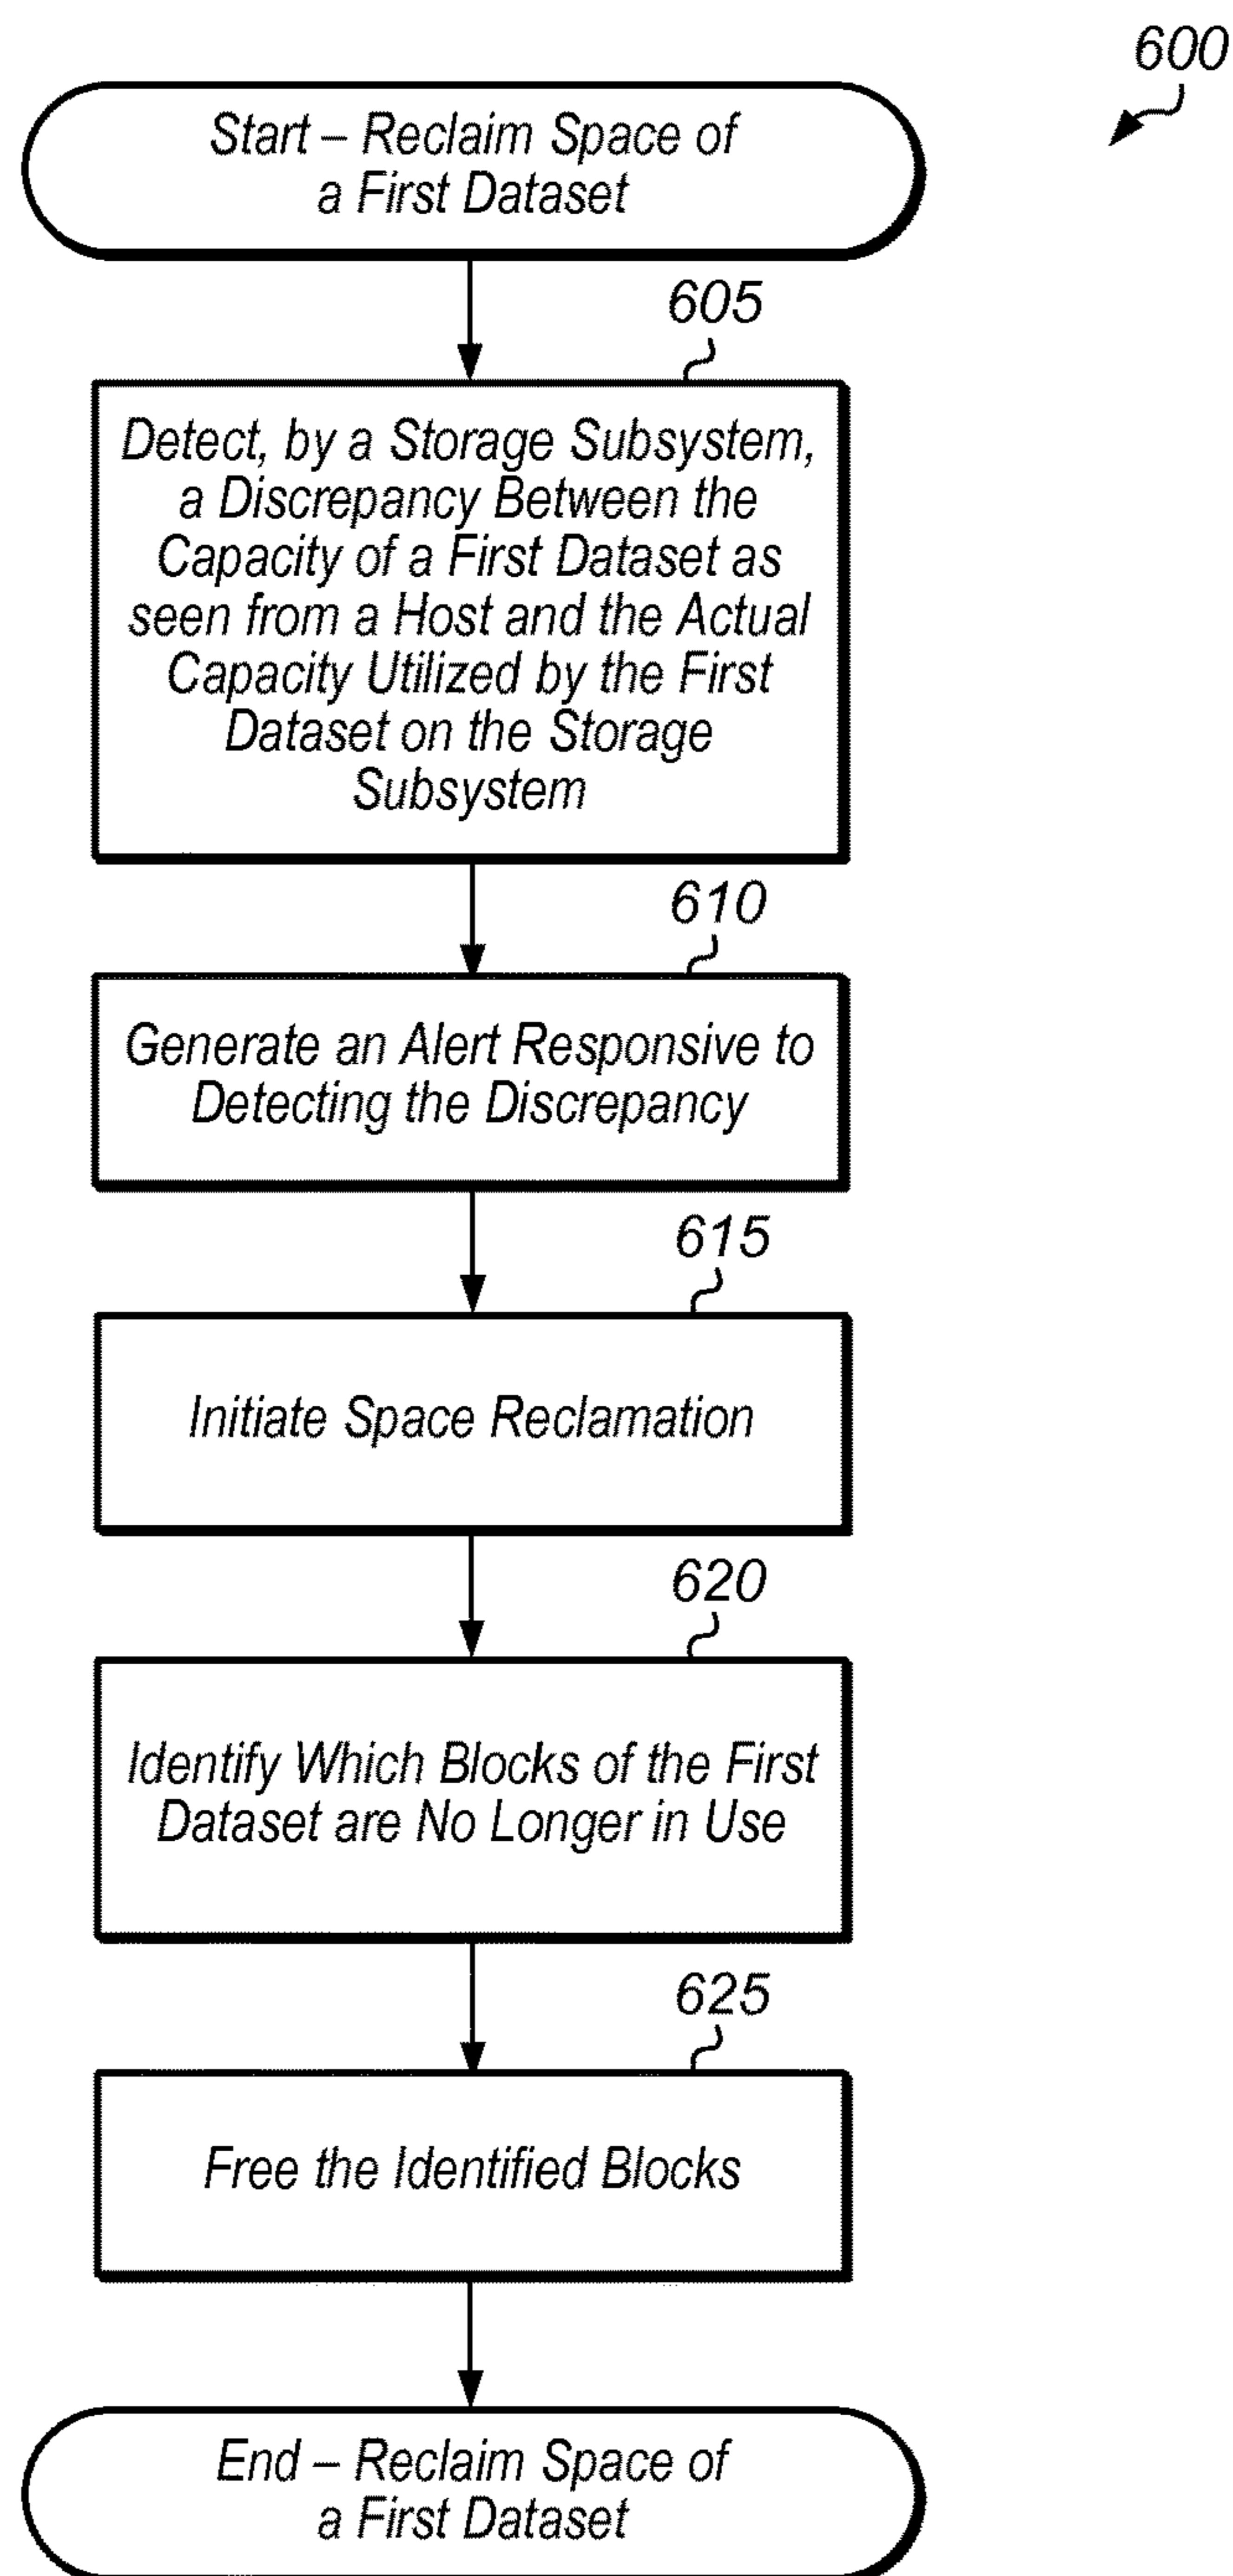 600
Start – Reclaim Space of
a First Dataset
605
Detect, by a Storage Subsystem,
a Discrepancy Between the
Capacity of a First Dataset as
seen from a Host and the Actual
Capacity Utilized by the First
Dataset on the Storage
Subsystem
610
Generate an Alert Responsive to
Detecting the Discrepancy
615
Initiate Space Reclamation
620
Identify Which Blocks of the First
Dataset are No Longer in Use
625
Free the Identified Blocks
End – Reclaim Space of
a First Dataset